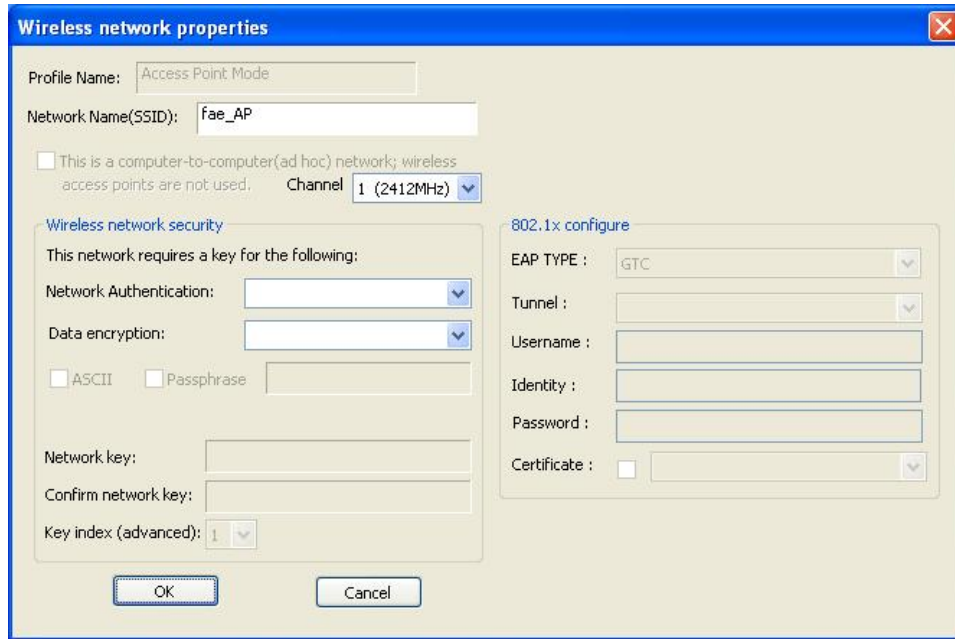 Wireless network properties
Profile Name: Access Point Mode
Network Name(SSID): fae_AP
This is a computer-to-computer(ad hoc) network; wireless
access points are not used. Channel 1 (2412MHz)
Wireless network security
This network requires a key for the following:
Network Authentication:
Data encryption:
ASCII Passphrase
Network key:
Confirm network key:
Key index (advanced): 1
802.1x configure
EAP TYPE : GTC
Tunnel :
Username :
Identity :
Password :
Certificate :
OK Cancel